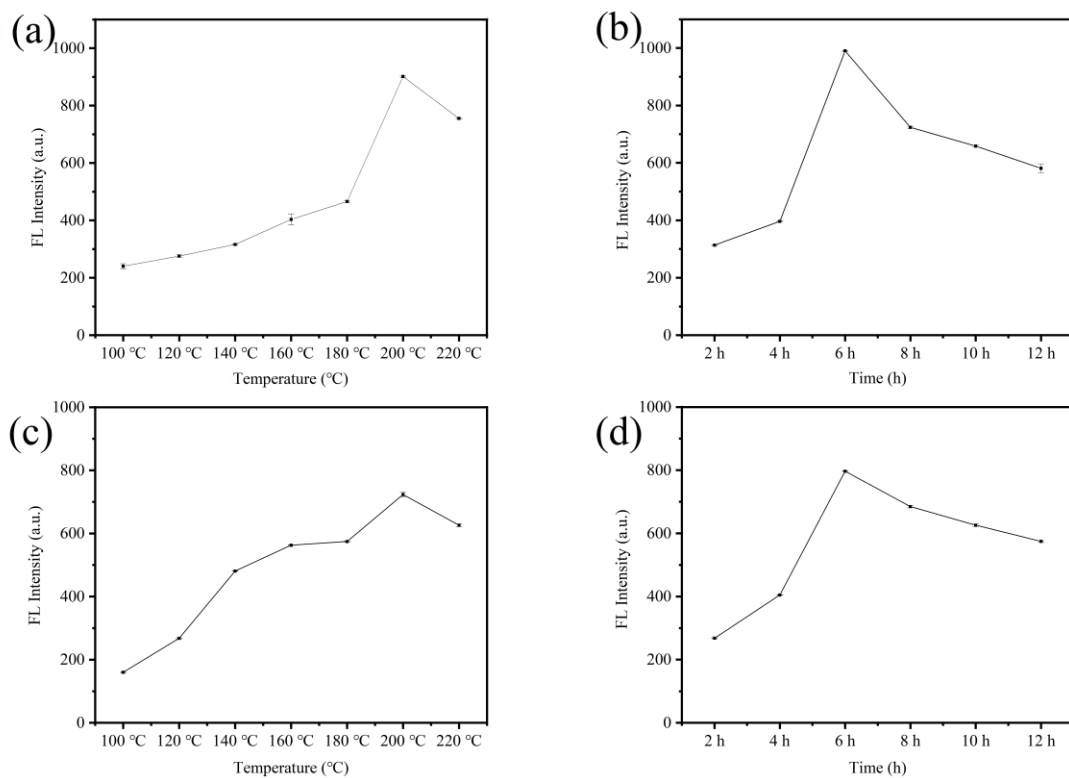 (a)
1000
800
600
400
200
0
FL Intensity (a.u.)
100 ℃ 120 ℃ 140 ℃ 160 ℃ 180 ℃ 200 ℃ 220 ℃
Temperature (℃)
(b)
1000
800
600
400
200
0
FL Intensity (a.u.)
2 h 4 h 6 h 8 h 10 h 12 h
Time (h)
(c)
1000
800
600
400
200
0
FL Intensity (a.u.)
100 ℃ 120 ℃ 140 ℃ 160 ℃ 180 ℃ 200 ℃ 220 ℃
Temperature (℃)
(d)
1000
800
600
400
200
0
FL Intensity (a.u.)
2 h 4 h 6 h 8 h 10 h 12 h
Time (h)